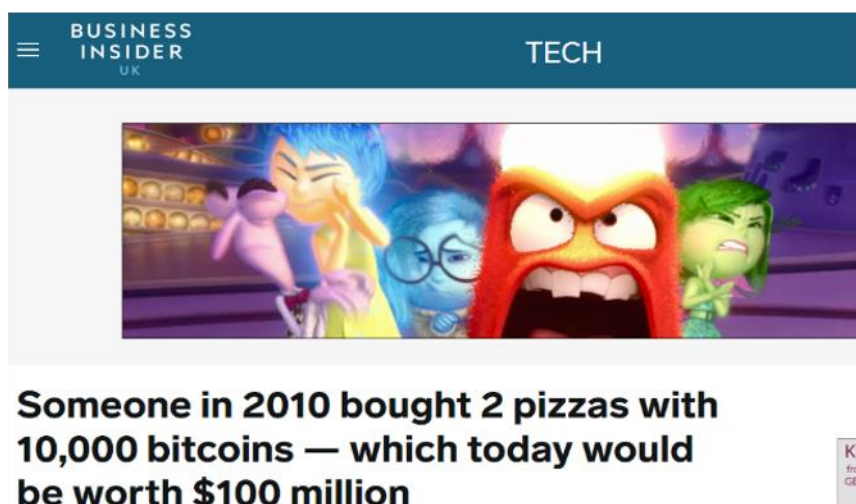 BUSINESS
INSIDER
UK
TECH
Someone in 2010 bought 2 pizzas with
10,000 bitcoins — which today would
be worth $100 million